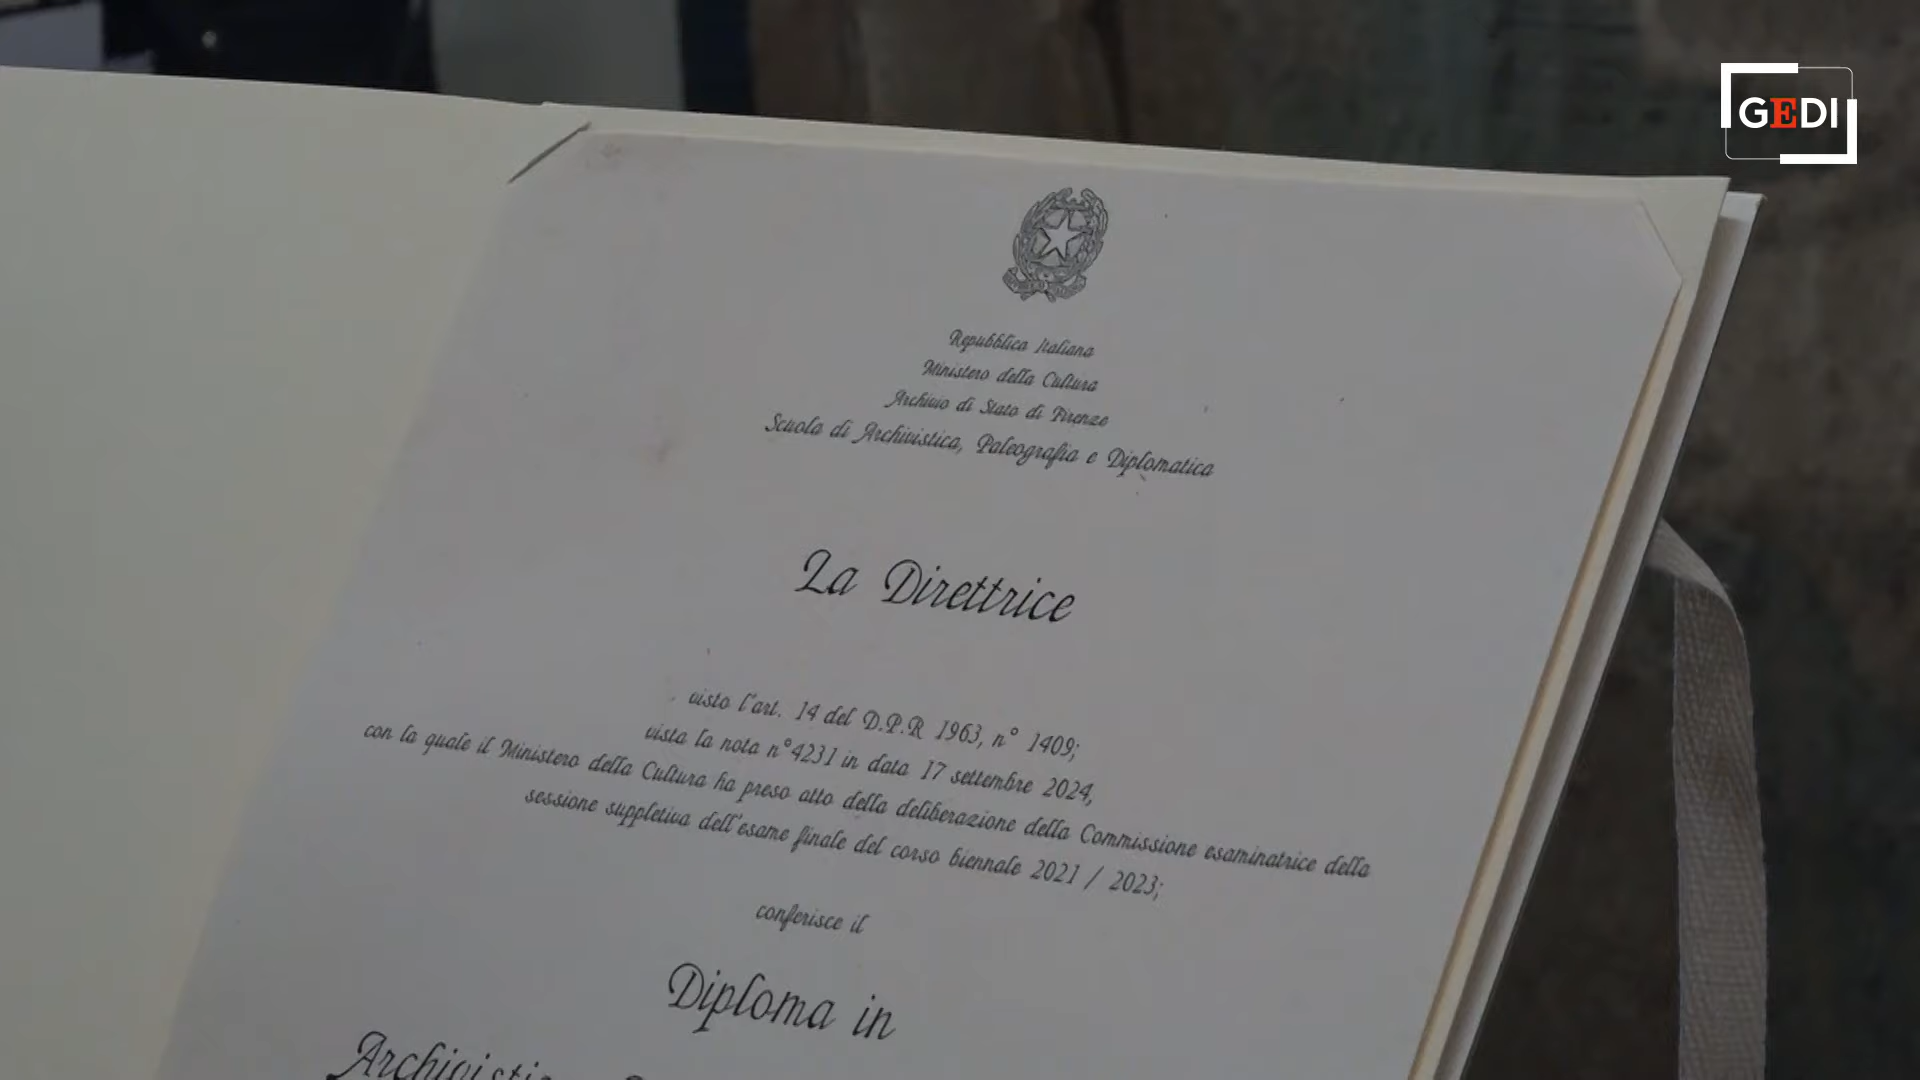 GEDI
Repubblica Italiana
Ministero della Cultura
Archivio di Stato di Firenze
Scuola di Archivistica, Paleografia e Diplomatica
La Direttrice
visto l'art. 14 del D.P.R 1963, n° 1409;
vista la nota n°4231 in data 17 settembre 2024,
con la quale il Ministero della Cultura ha preso atto della deliberazione della Commissione esaminatrice della
sessione suppletiva dell'esame finale del corso biennale 2021 / 2023;
conferisce il
Diploma in